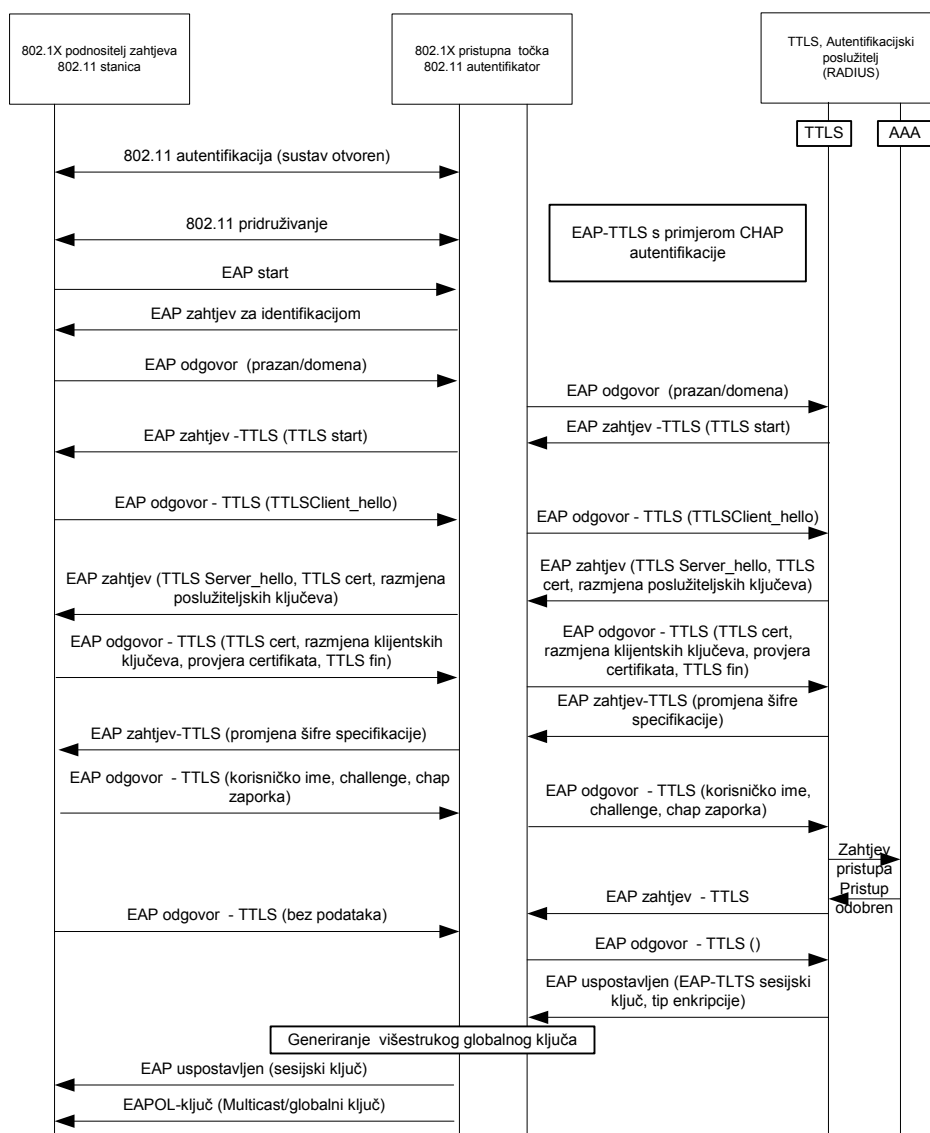 802.1X podnositelj zahtjeva
802.11 stanica
802.1X pristupna točka
802.11 autentifikator
TTLS, Autentifikacijski
poslužitelj
(RADIUS)
TTLS
AAA
802.11 autentifikacija (sustav otvoren)
802.11 pridruživanje
EAP-TTLS s primjerom CHAP
autentifikacije
EAP start
EAP zahtjev za identifikacijom
EAP odgovor (prazan/domena)
EAP odgovor (prazan/domena)
EAP zahtjev -TTLS (TTLS start)
EAP zahtjev -TTLS (TTLS start)
EAP odgovor - TTLS (TTLSClient_hello)
EAP odgovor - TTLS (TTLSClient_hello)
EAP zahtjev (TTLS Server_hello, TTLS
cert, razmjena poslužiteljskih ključeva)
EAP zahtjev (TTLS Server_hello, TTLS cert, razmjena
poslužiteljskih ključeva)
EAP odgovor - TTLS (TTLS cert,
razmjena klijentskih ključeva, provjera
certifikata, TTLS fin)
EAP odgovor - TTLS (TTLS cert, razmjena klijentskih
ključeva, provjera certifikata, TTLS fin)
EAP zahtjev-TTLS (promjena šifre
specifikacije)
EAP zahtjev-TTLS (promjena šifre specifikacije)
EAP odgovor - TTLS (korisničko ime, challenge, chap
zaporka)
EAP odgovor - TTLS (korisničko ime,
challenge, chap zaporka)
Zahtjev
pristupa
Pristup
odobren
EAP zahtjev - TTLS
EAP odgovor - TTLS (bez podataka)
EAP odgovor - TTLS ()
EAP uspostavljen (EAP-TLTS sesijski
ključ, tip enkripcije)
Generiranje višestrukog globalnog ključa
EAP uspostavljen (sesijski ključ)
EAPOL-ključ (Multicast/globalni ključ)